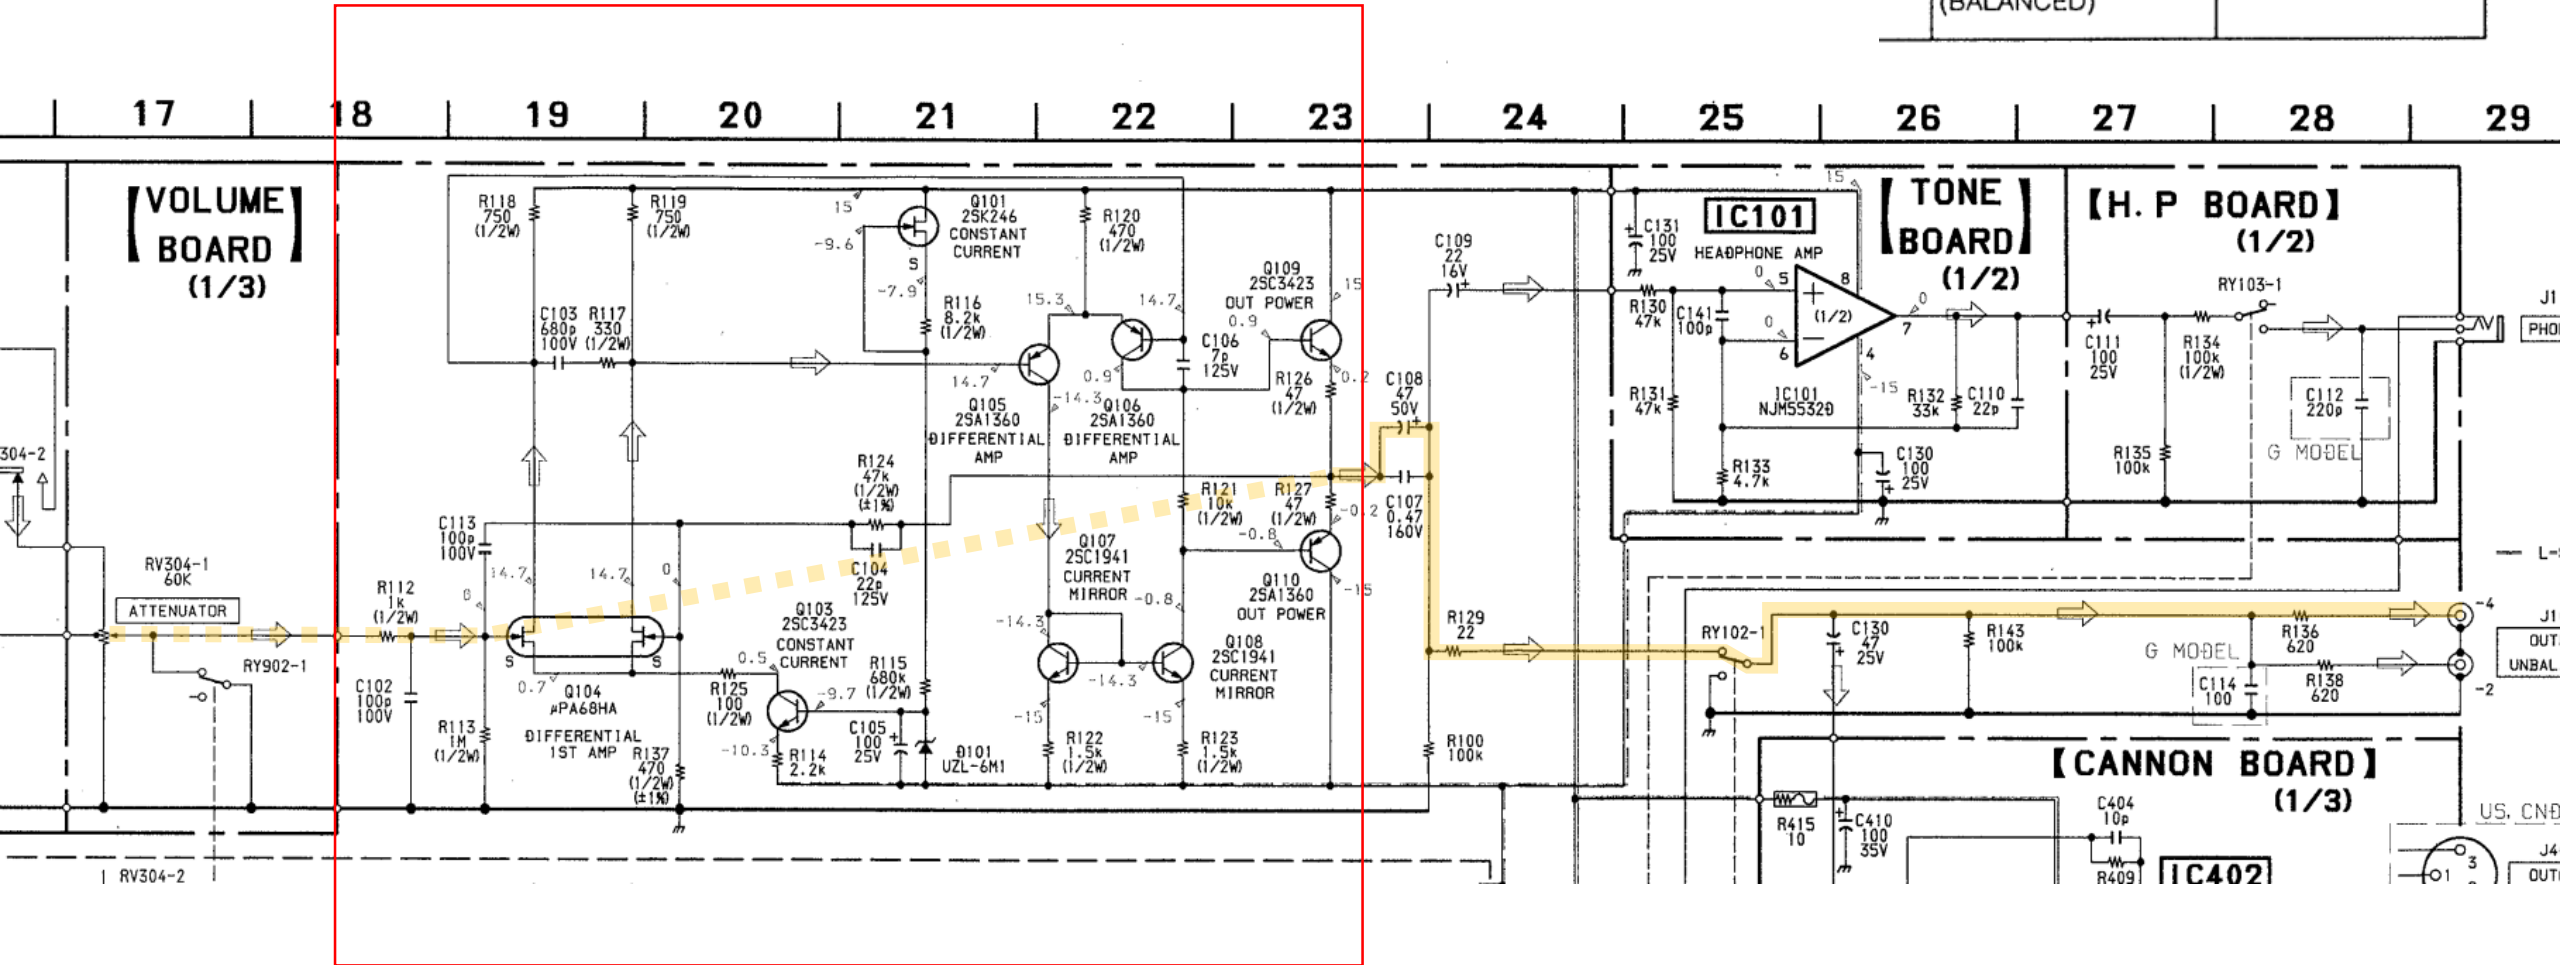 (BALANCED)
17
18
19
20
21
22
23
24
25
26
27
28
29
【VOLUME BOARD】
(1/3)
R118
750
(1/2W)
R119
750
(1/2W)
15
-9.6
Q101
2SK246
CONSTANT
CURRENT
S
-7.9
R116
8.2k
(1/2W)
R120
470
(1/2W)
15.3
14.7
C103
680p
100V
R117
330
(1/2W)
14.7
-14.3
0.9
Q105
2SA1360
DIFFERENTIAL
AMP
Q106
2SA1360
DIFFERENTIAL
AMP
C106
7p
125V
Q109
2SC3423
OUT POWER
0.9
15
0.2
R126
47
(1/2W)
C108
47
50V
C109
22
16V
C107
0.47
160V
R121
10k
(1/2W)
R127
47
(1/2W)
-0.2
-0.8
Q110
2SA1360
OUT POWER
-15
R124
47k
(1/2W)
(±1%)
C104
22p
125V
C113
100p
100V
14.7
14.7
0
0
Q107
2SC1941
CURRENT
MIRROR
-0.8
-14.3
-14.3
Q108
2SC1941
CURRENT
MIRROR
-15
-15
R122
1.5k
(1/2W)
R123
1.5k
(1/2W)
304-2
RV304-1
60K
ATTENUATOR
RY902-1
R112
1k
(1/2W)
C102
100p
100V
R113
1M
(1/2W)
S
S
0.7
Q104
μPA68HA
DIFFERENTIAL
1ST AMP
R137
470
(1/2W)
(±1%)
R125
100
(1/2W)
0.5
Q103
2SC3423
CONSTANT
CURRENT
-9.7
-10.3
R114
2.2k
R115
680k
(1/2W)
C105
100
25V
D101
UZL-6M1
RV304-2
C131
100
25V
IC101
HEADPHONE AMP
15
【TONE BOARD】
(1/2)
【H.P BOARD】
(1/2)
R130
47k
C141
100p
0
0
5
6
8
4
7
(1/2)
0
-15
IC101
NJM5532D
R131
47k
R132
33k
C110
22p
R133
4.7k
C130
100
25V
C111
100
25V
R134
100k
(1/2W)
RY103-1
C112
220p
G MODEL
R135
100k
J1
PHO
L-
R129
22
R100
100k
RY102-1
C130
47
25V
R143
100k
G MODEL
C114
100
R136
620
R138
620
-4
-2
J1
OUT
UNBAL
【CANNON BOARD】
(1/3)
R415
10
C410
100
35V
C404
10p
R409
IC402
US, CND
3
1
J4
OUT